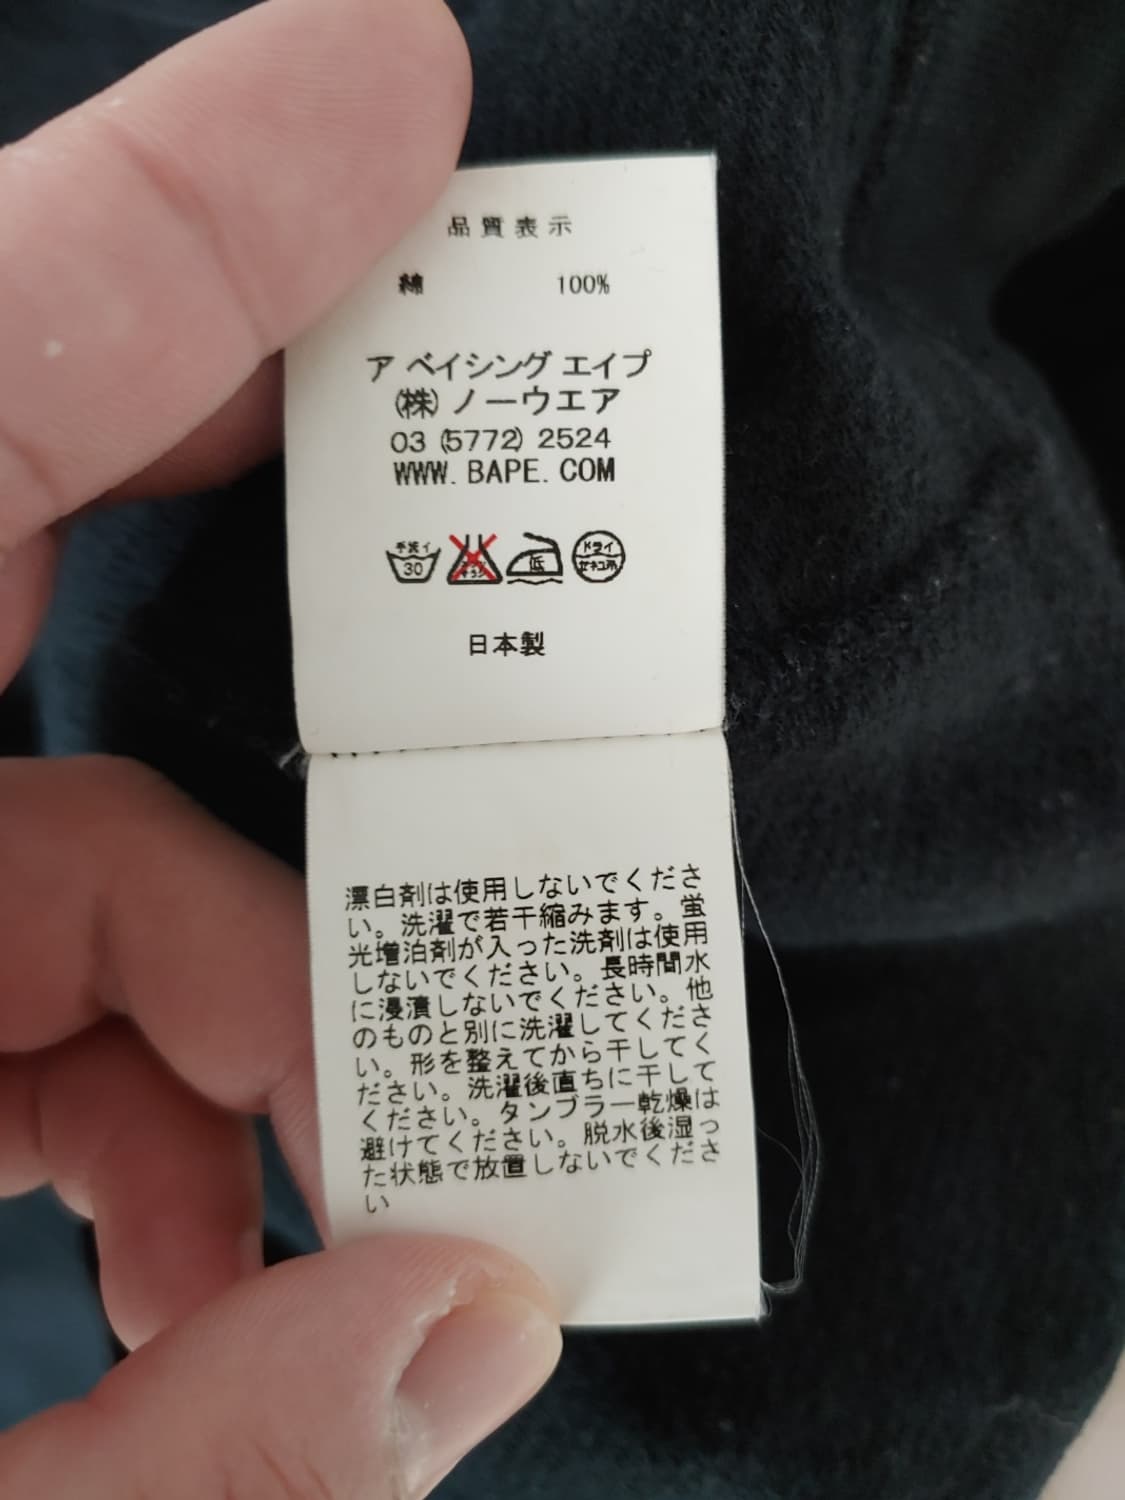 品質表示
綿 100%
ア ベイシング エイプ
(株) ノーウエア
03 (5772) 2524
WWW. BAPE. COM
手洗イ 30 低 ドライ セキユ系
日本製
漂白剤は使用しないでくださ
い。洗濯で若干縮みます。蛍
光増泊剤が入った洗剤は使用
しないでください。長時間水
に浸漬しないでください。他
のものと別に洗濯してくださ
い。形を整えてから干してく
ださい。洗濯後直ちに干して
ください。タンブラー乾燥は
避けてください。脱水後湿っ
た状態で放置しないでくださ
い